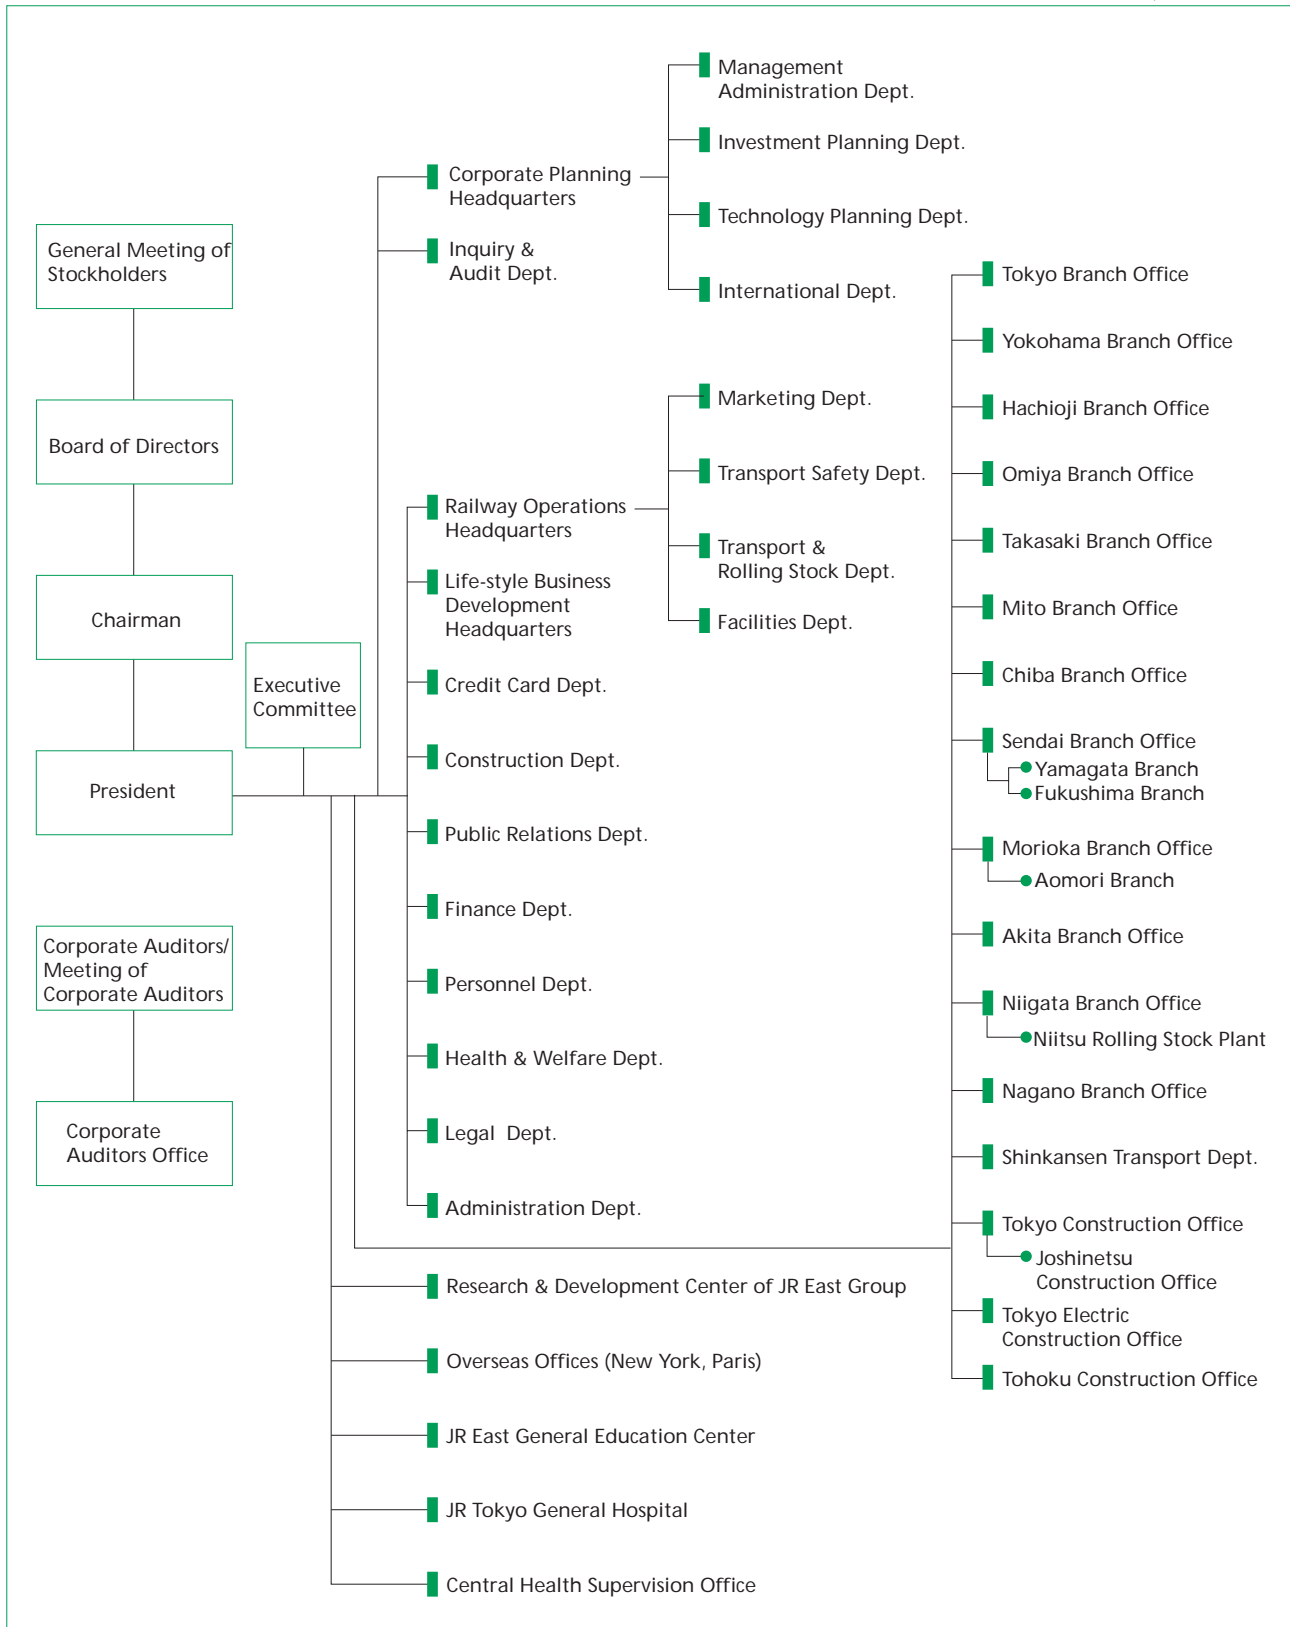 General Meeting of
Stockholders
Board of Directors
Chairman
President
Executive
Committee
Corporate Auditors/
Meeting of
Corporate Auditors
Corporate
Auditors Office
Corporate Planning
Headquarters
Inquiry &
Audit Dept.
Management
Administration Dept.
Investment Planning Dept.
Technology Planning Dept.
International Dept.
Railway Operations
Headquarters
Life-style Business
Development
Headquarters
Credit Card Dept.
Construction Dept.
Public Relations Dept.
Finance Dept.
Personnel Dept.
Health & Welfare Dept.
Legal Dept.
Administration Dept.
Marketing Dept.
Transport Safety Dept.
Transport &
Rolling Stock Dept.
Facilities Dept.
Research & Development Center of JR East Group
Overseas Offices (New York, Paris)
JR East General Education Center
JR Tokyo General Hospital
Central Health Supervision Office
Tokyo Branch Office
Yokohama Branch Office
Hachioji Branch Office
Omiya Branch Office
Takasaki Branch Office
Mito Branch Office
Chiba Branch Office
Sendai Branch Office
Yamagata Branch
Fukushima Branch
Morioka Branch Office
Aomori Branch
Akita Branch Office
Niigata Branch Office
Niitsu Rolling Stock Plant
Nagano Branch Office
Shinkansen Transport Dept.
Tokyo Construction Office
Joshinetsu
Construction Office
Tokyo Electric
Construction Office
Tohoku Construction Office